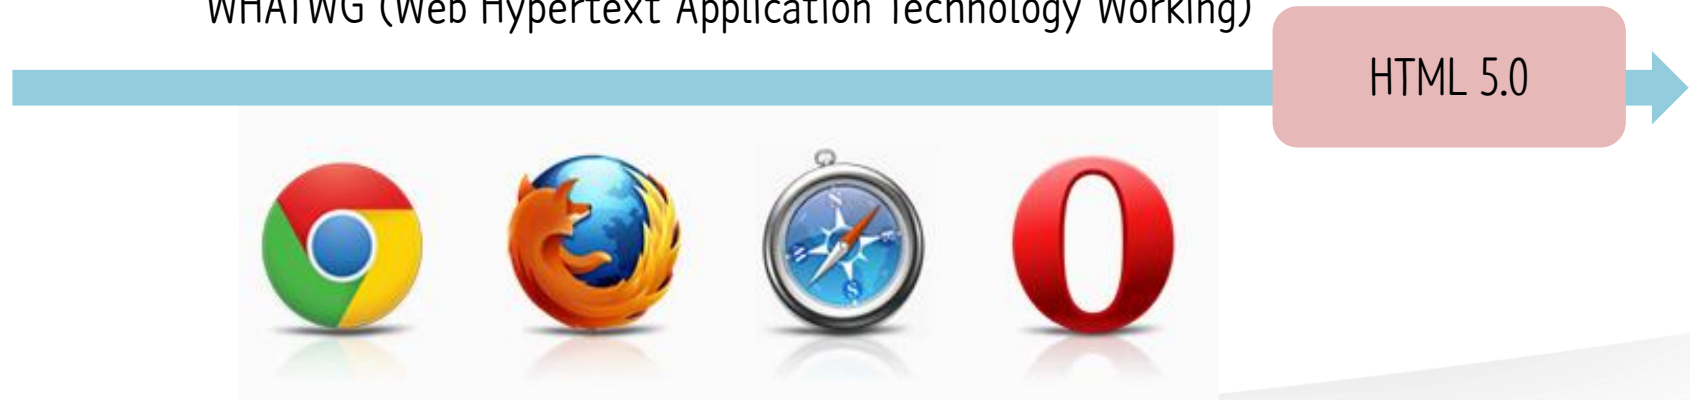 WHATWG (Web Hypertext Application Technology Working)
HTML 5.0